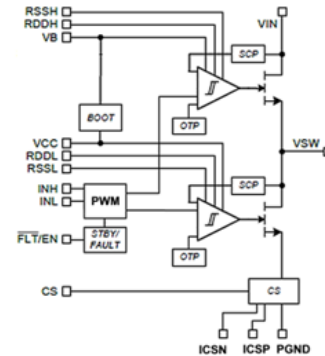 RSSH
RDDH
VB
VIN
SCP
BOOT
OTP
VCC
RDDL
RSSL
VSW
SCP
INH
INL
PWM
STBY/
FAULT
FLT/EN
OTP
CS
CS
ICSN
ICSP
PGND